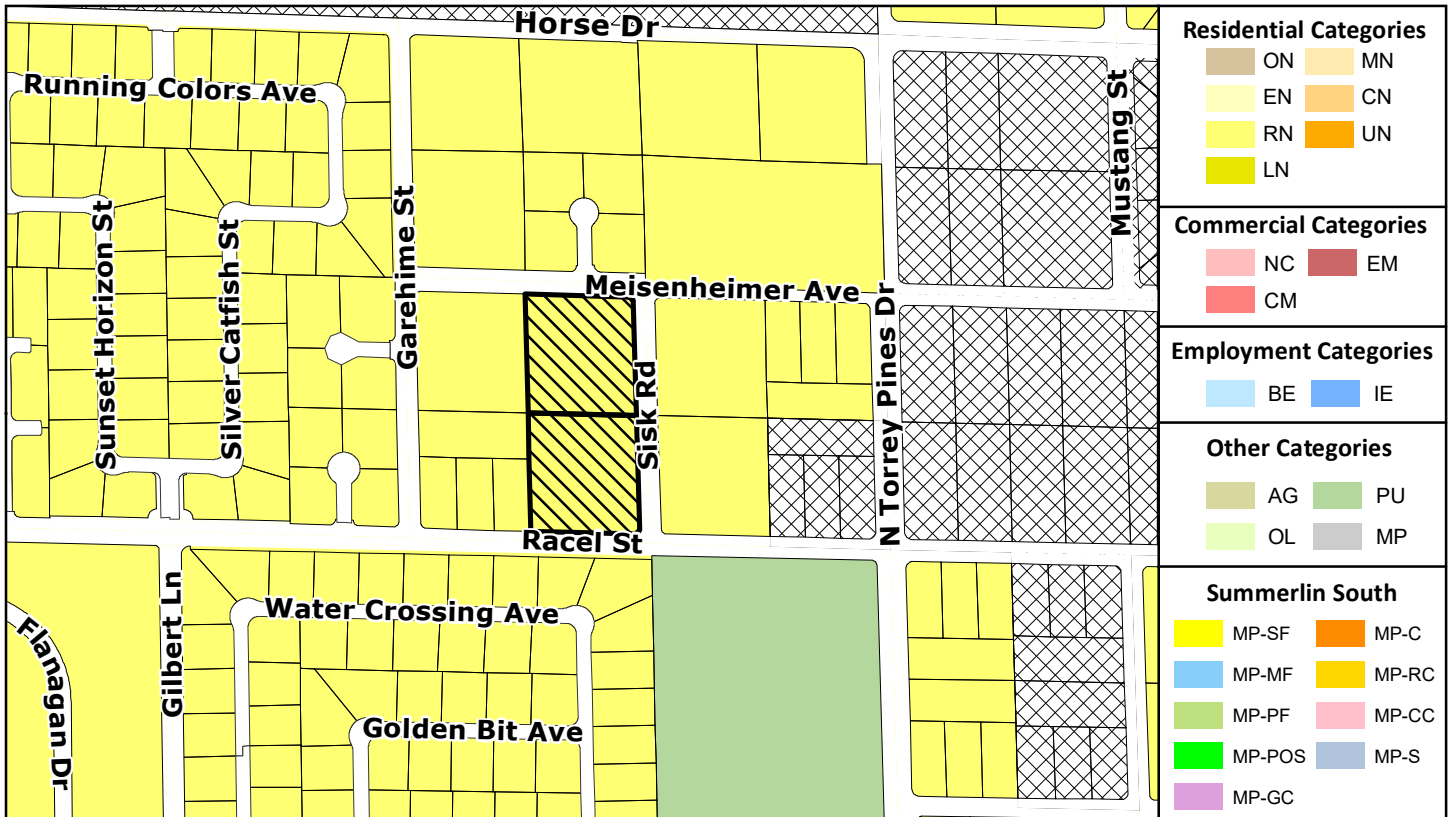 Horse Dr
Running Colors Ave
Mustang St
Garehime St
Sunset Horizon St
Silver Catfish St
Meisenheimer Ave
N Torrey Pines Dr
Sisk Rd
Racel St
Gilbert Ln
Water Crossing Ave
Flanagan Dr
Golden Bit Ave
Residential Categories
ON MN
EN CN
RN UN
LN
Commercial Categories
NC EM
CM
Employment Categories
BE IE
Other Categories
AG PU
OL MP
Summerlin South
MP-SF MP-C
MP-MF MP-RC
MP-PF MP-CC
MP-POS MP-S
MP-GC